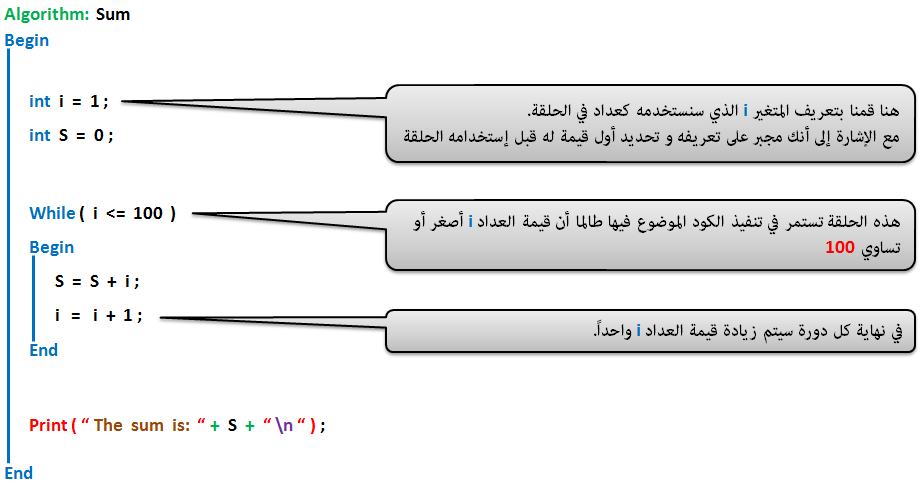 Algorithm: Sum
Begin
int i = 1 ;
هنا قمنا بتعريف المتغير i الذي سنستخدمه كعداد في الحلقة.
مع الإشارة إلى أنك مجبر على تعريفه و تحديد أول قيمة له قبل إستخدامه الحلقة
int S = 0 ;
While ( i <= 100 )
هذه الحلقة تستمر في تنفيذ الكود الموضوع فيها طالما أن قيمة العداد i أصغر أو
تساوي 100
Begin
S = S + i ;
i = i + 1 ;
في نهاية كل دورة سيتم زيادة قيمة العداد i واحداً.
End
Print ( “ The sum is: “ + S + “ \n “ ) ;
End